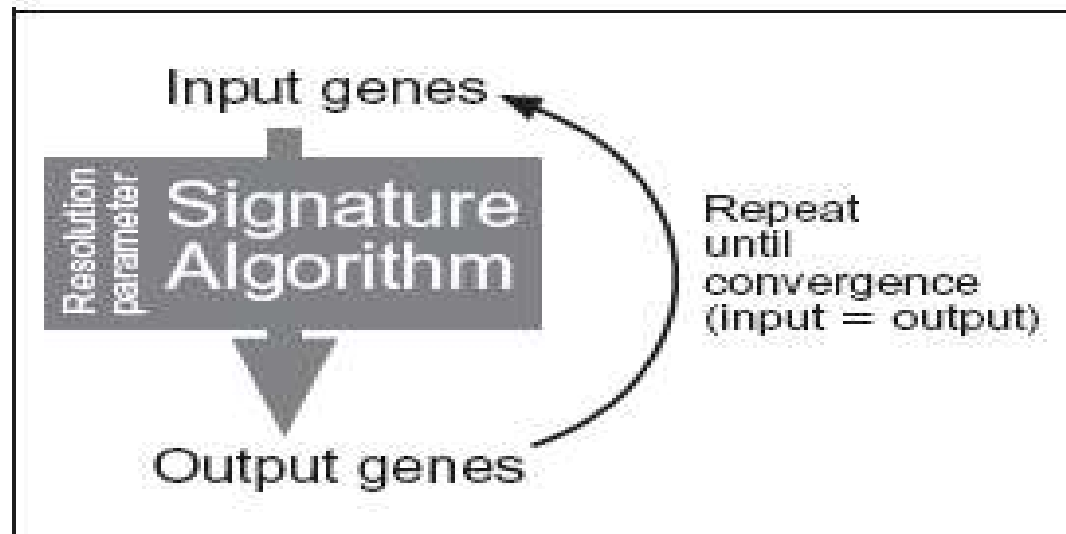 Input genes
Resolution
parameter
Signature
Algorithm
Repeat
until
convergence
(input = output)
Output genes